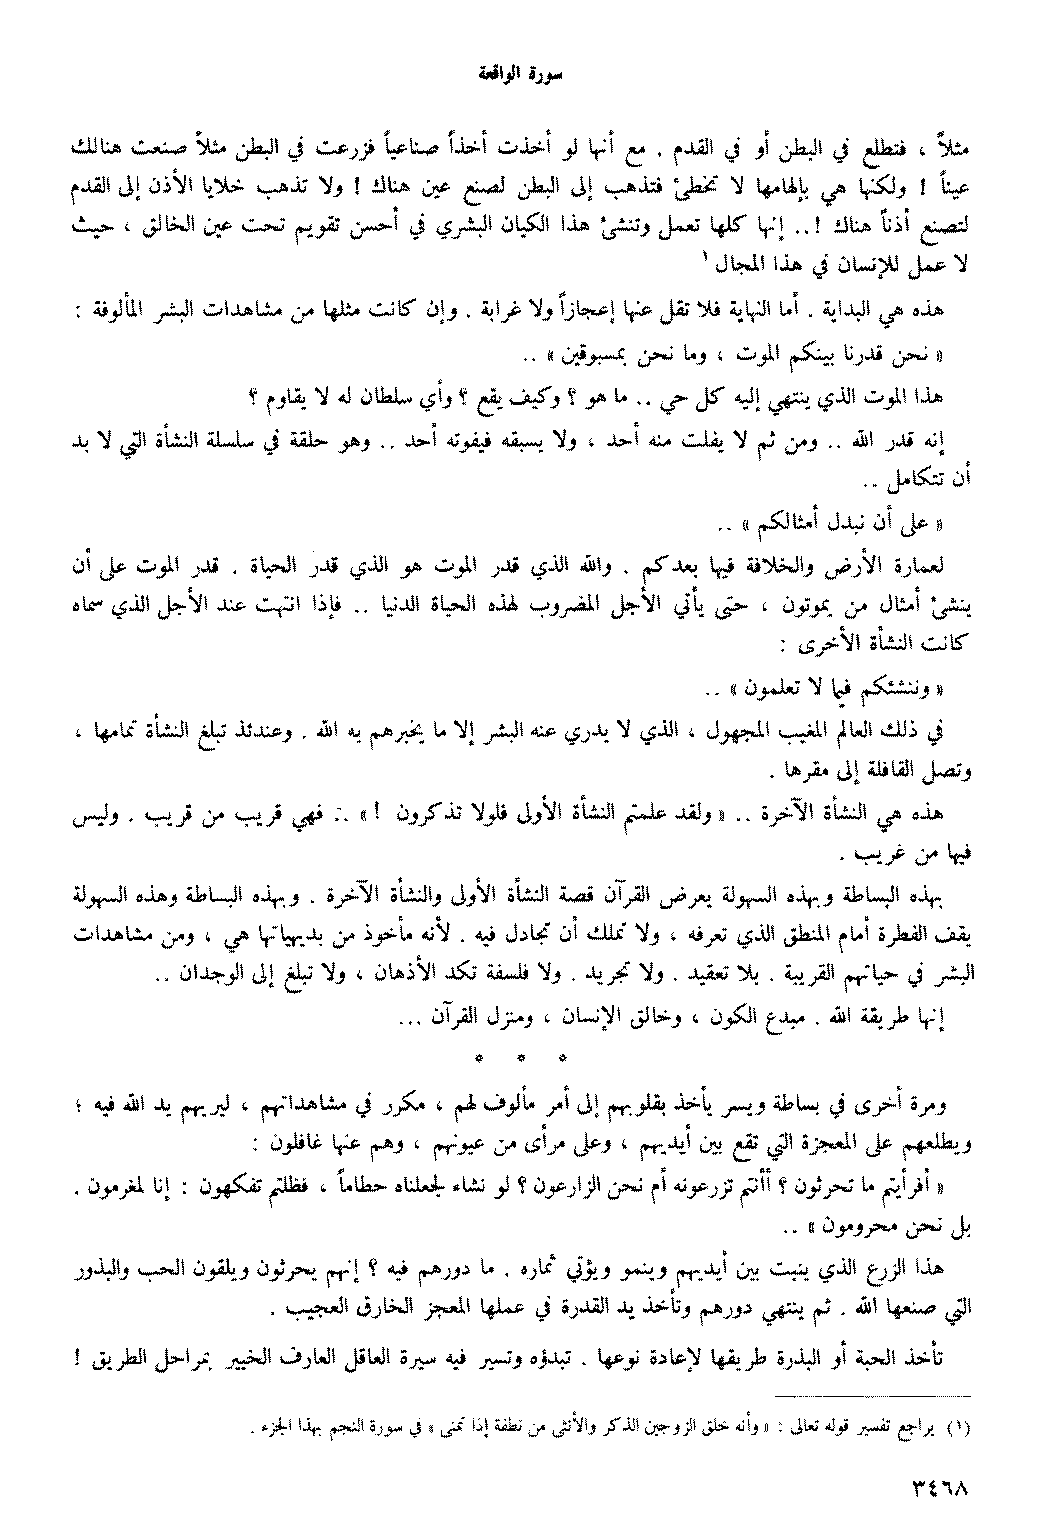 سورة الواقعة
مثلاً ، فتطلع في البطن أو في القدم . مع أنها لو أخذت أخذاً صناعياً فزرعت في البطن مثلاً صنعت هنالك
عيناً ! ولكنها هي بإلهامها لا تخطئ فتذهب إلى البطن لصنع عين هناك ! ولا تذهب خلايا الأذن إلى القدم
لتصنع أذناً هناك !.. إنها كلها تعمل وتنشئ هذا الكيان البشري في أحسن تقويم تحت عين الخالق ، حيث
لا عمل للإنسان في هذا المجال ١
هذه هي البداية . أما النهاية فلا تقل عنها إعجازاً ولا غرابة . وإن كانت مثلها من مشاهدات البشر المألوفة :
« نحن قدرنا بينكم الموت ، وما نحن بمسبوقين » ..
هذا الموت الذي ينتهي إليه كل حي .. ما هو ؟ وكيف يقع ؟ وأي سلطان له لا يقاوم ؟
إنه قدر الله .. ومن ثم لا يفلت منه أحد ، ولا يسبقه فيفوته أحد .. وهو حلقة في سلسلة النشأة التي لا بد
أن تتكامل ..
« على أن نبدل أمثالكم » ..
لعمارة الأرض والخلافة فيها بعدكم . والله الذي قدر الموت هو الذي قدر الحياة . قدر الموت على أن
ينشئ أمثال من يموتون ، حتى يأتي الأجل المضروب لهذه الحياة الدنيا .. فإذا انتهت عند الأجل الذي سماه
كانت النشأة الأخرى :
« وننشئكم فيما لا تعلمون » ..
في ذلك العالم المغيب المجهول ، الذي لا يدري عنه البشر إلا ما يخبرهم به الله . وعندئذ تبلغ النشأة تمامها ،
وتصل القافلة إلى مقرها .
هذه هي النشأة الآخرة .. « ولقد علمتم النشأة الأولى فلولا تذكرون ! » .. فهي قريب من قريب . وليس
فيها من غريب .
بهذه البساطة وبهذه السهولة يعرض القرآن قصة النشأة الأولى والنشأة الآخرة . وبهذه البساطة وهذه السهولة
يقف الفطرة أمام المنطق الذي تعرفه ، ولا تملك أن تجادل فيه . لأنه مأخوذ من بديهياتها هي ، ومن مشاهدات
البشر في حياتهم القريبة . بلا تعقيد . ولا تجريد . ولا فلسفة تكد الأذهان ، ولا تبلغ إلى الوجدان ..
إنها طريقة الله . مبدع الكون ، وخالق الإنسان ، ومنزل القرآن ...
* * *
ومرة أخرى في بساطة ويسر يأخذ بقلوبهم إلى أمر مألوف لهم ، مكرر في مشاهداتهم ، ليريهم يد الله فيه ؛
ويطلعهم على المعجزة التي تقع بين أيديهم ، وعلى مرأى من عيونهم ، وهم عنها غافلون :
« أفرأيتم ما تحرثون ؟ أأنتم تزرعونه أم نحن الزارعون ؟ لو نشاء لجعلناه حطاماً ، فظلتم تفكهون : إنا لمغرمون .
بل نحن محرومون » ..
هذا الزرع الذي ينبت بين أيديهم وينمو ويؤتي ثماره . ما دورهم فيه ؟ إنهم يحرثون ويلقون الحب والبذور
التي صنعها الله . ثم ينتهي دورهم وتأخذ يد القدرة في عملها المعجز الخارق العجيب .
تأخذ الحبة أو البذرة طريقها لإعادة نوعها . تبدؤه وتسير فيه سيرة العاقل العارف الخبير بمراحل الطريق !
(١) يراجع تفسير قوله تعالى : « وأنه خلق الزوجين الذكر والأنثى من نطفة إذا تمنى » في سورة النجم بهذا الجزء .
٣٤٦٨